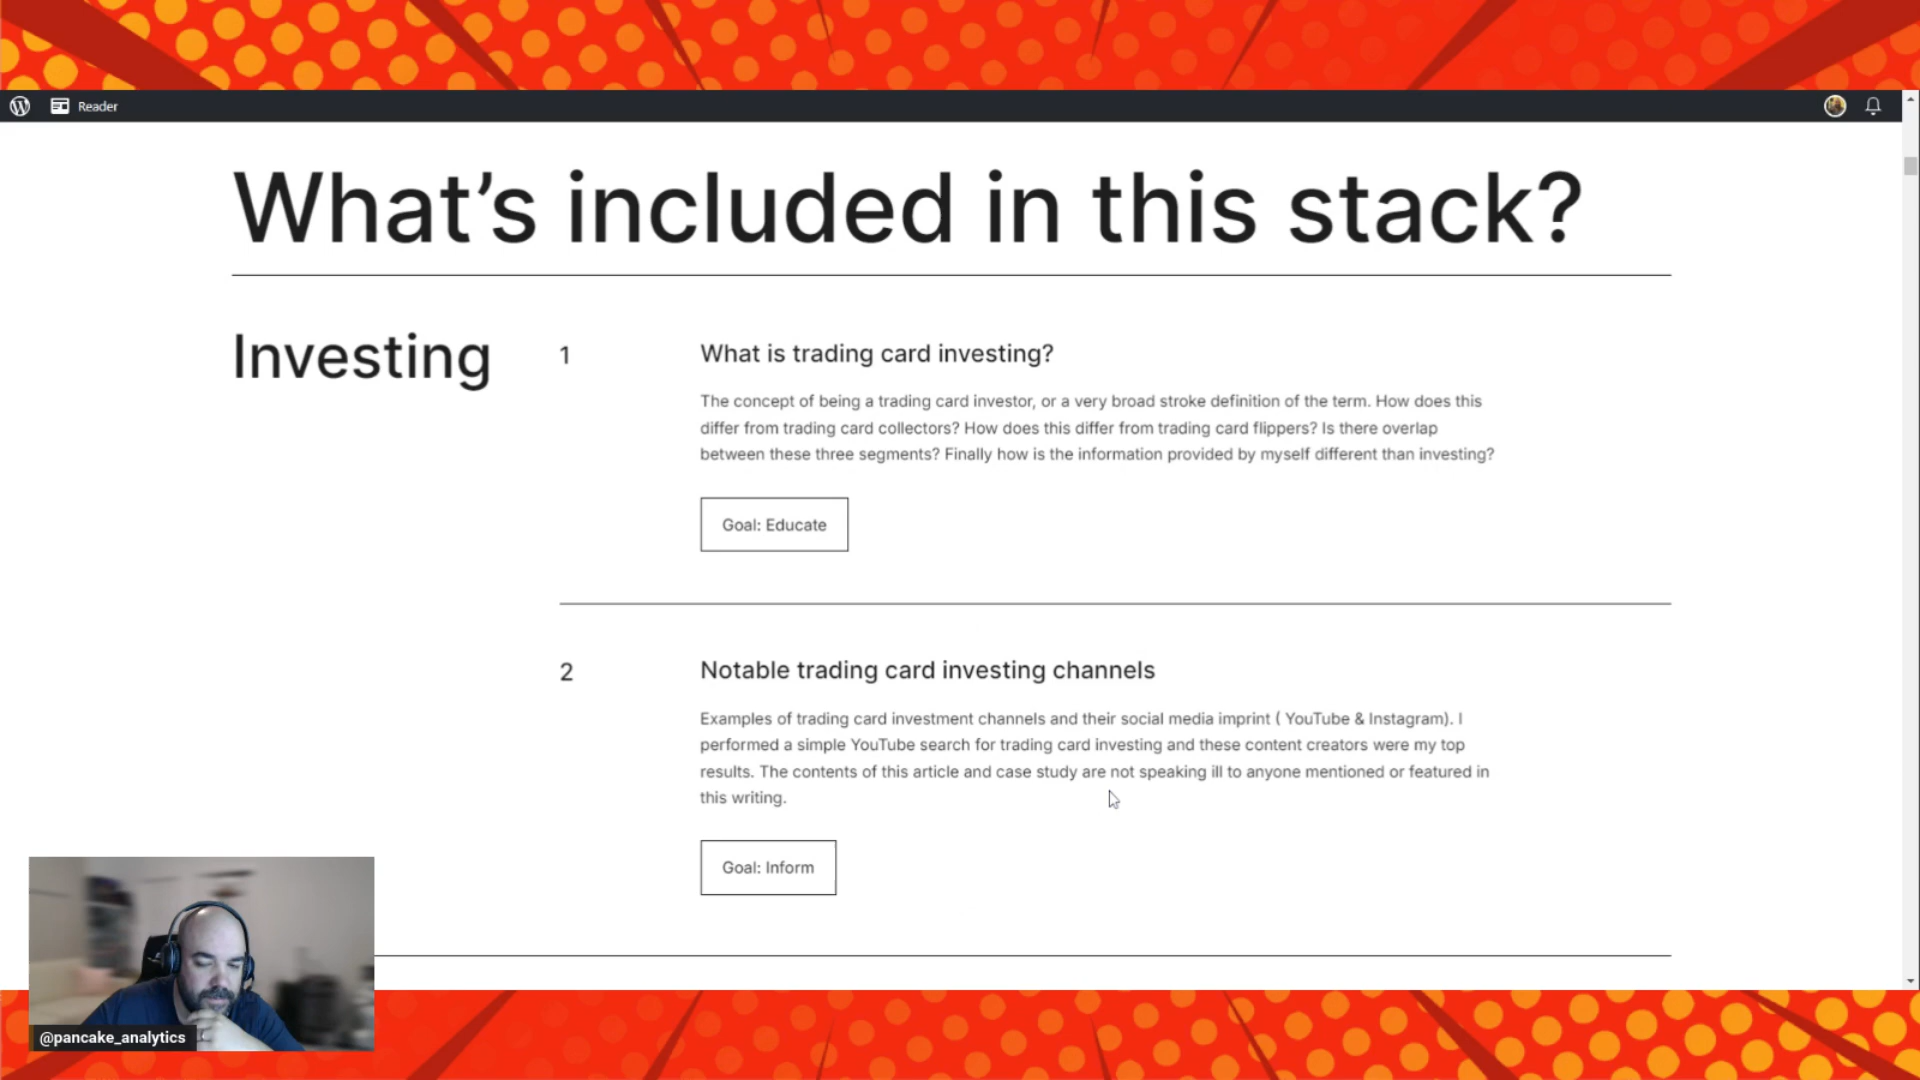 Reader
What's included in this stack?
Investing
1
What is trading card investing?
The concept of being a trading card investor, or a very broad stroke definition of the term. How does this
differ from trading card collectors? How does this differ from trading card flippers? Is there overlap
between these three segments? Finally how is the information provided by myself different than investing?
Goal: Educate
2
Notable trading card investing channels
Examples of trading card investment channels and their social media imprint ( YouTube & Instagram). I
performed a simple YouTube search for trading card investing and these content creators were my top
results. The contents of this article and case study are not speaking ill to anyone mentioned or featured in
this writing.
Goal: Inform
@pancake_analytics